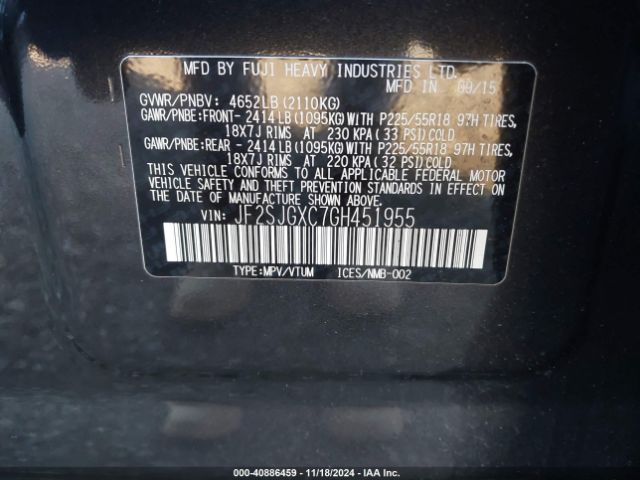 MFD BY FUJI HEAVY INDUSTRIES LTD.
MFD IN 09/15
GVWR/PNBV: 4652LB(2110KG)
GAWR/PNBE:FRONT- 2414LB(1095KG)WITH P225/55R18 97H TIRES,
18X7J RIMS AT 230 KPA(33 PSI)COLD
GAWR/PNBE:REAR - 2414LB(1095KG)WITH P225/55R18 97H TIRES,
18X7J RIMS AT 220 KPA(32 PSI)COLD
THIS VEHICLE CONFORMS TO ALL APPLICABLE FEDERAL MOTOR
VEHICLE SAFETY AND THEFT PREVENTION STANDARDS IN EFFECT ON
THE DATE OF MANUFACTURE SHOWN ABOVE.
VIN: JF2SJGXC7GH451955
TYPE:MPV/VTUM ICES/NMB-002
000-40886459 - 11/18/2024 - IAA Inc.